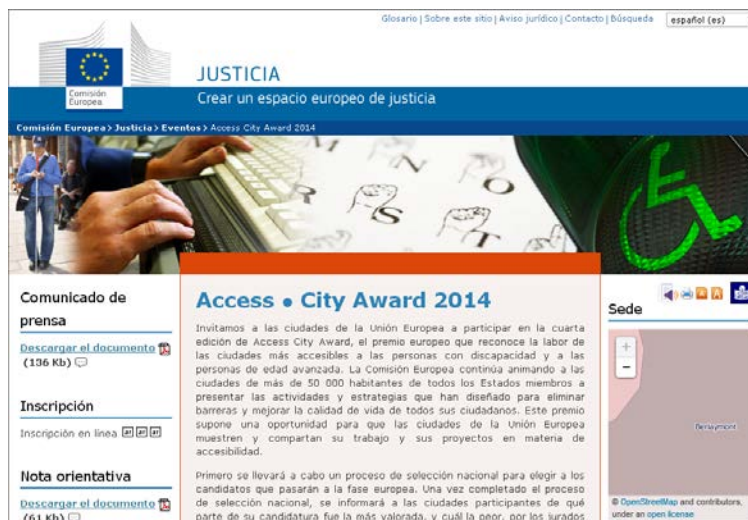 Glosario | Sobre este sitio | Aviso jurídico | Contacto | Búsqueda
español (es)
Comisión
Europea
JUSTICIA
Crear un espacio europeo de justicia
Comisión Europea > Justicia > Eventos > Access City Award 2014
R S T N O
Comunicado de
prensa
Descargar el documento
(136 Kb)
Inscripción
Inscripción en línea
Nota orientativa
Descargar el documento
(61 Kb)
Access • City Award 2014
Invitamos a las ciudades de la Unión Europea a participar en la cuarta
edición de Access City Award, el premio europeo que reconoce la labor de
las ciudades más accesibles a las personas con discapacidad y a las
personas de edad avanzada. La Comisión Europea continúa animando a las
ciudades de más de 50 000 habitantes de todos los Estados miembros a
presentar las actividades y estrategias que han diseñado para eliminar
barreras y mejorar la calidad de vida de todos sus ciudadanos. Este premio
supone una oportunidad para que las ciudades de la Unión Europea
muestren y compartan su trabajo y sus proyectos en materia de
accesibilidad.
Primero se llevará a cabo un proceso de selección nacional para elegir a los
candidatos que pasarán a la fase europea. Una vez completado el proceso
de selección nacional, se informará a las ciudades participantes de qué
parte de su candidatura fue la más valorada, y cuál la peor, por los jurados
Sede
+
−
Berlaymont
© OpenStreetMap and contributors,
under an open license